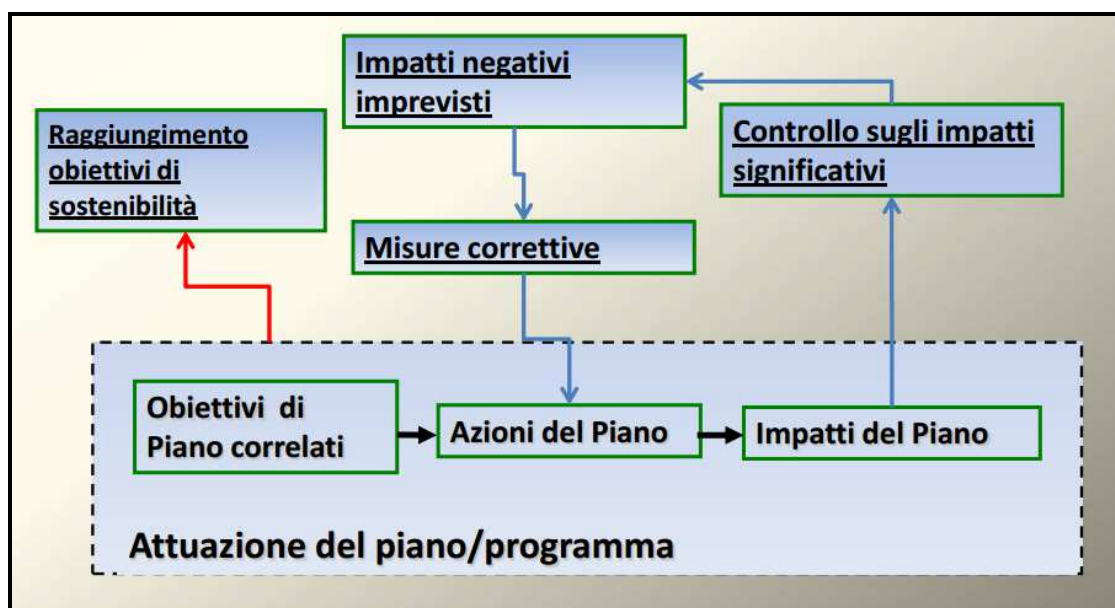 Impatti negativi
imprevisti
Raggiungimento
obiettivi di
sostenibilità
Controllo sugli impatti
significativi
Misure correttive
Obiettivi di
Piano correlati
Azioni del Piano
Impatti del Piano
Attuazione del piano/programma